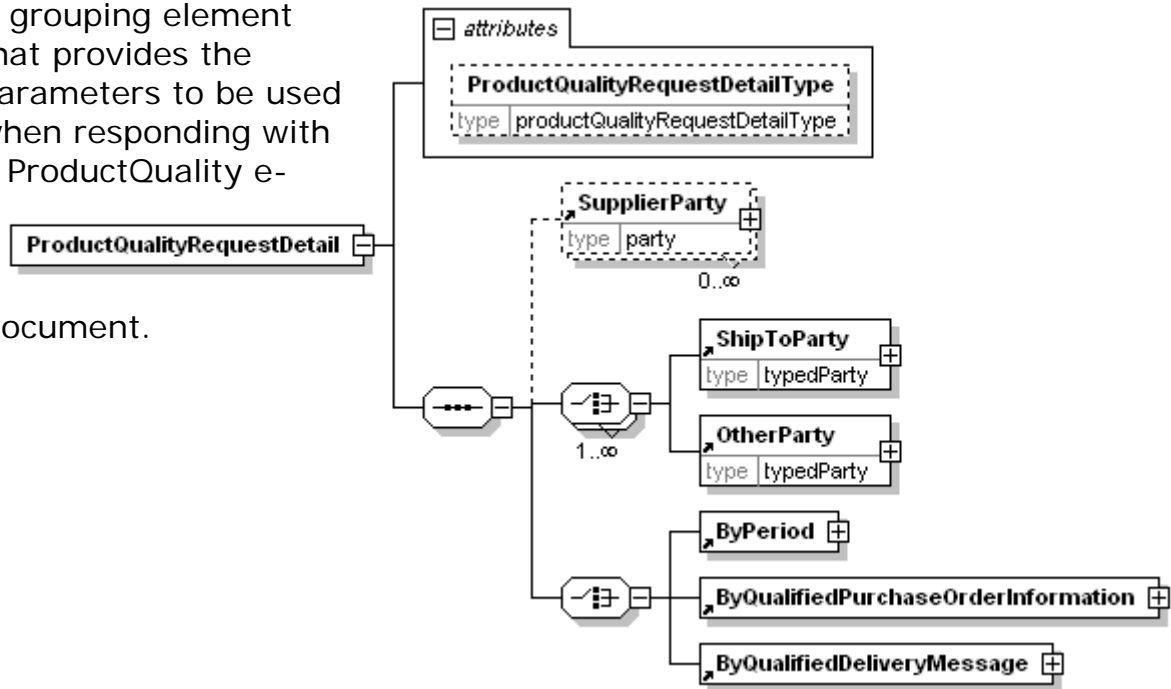 grouping element
hat provides the
arameters to be used
when responding with
ProductQuality e-
ocument.
ProductQualityRequestDetail
attributes
ProductQualityRequestDetailType
type productQualityRequestDetailType
SupplierParty
type party
0..∞
ShipToParty
type typedParty
1..∞
OtherParty
type typedParty
ByPeriod
ByQualifiedPurchaseOrderInformation
ByQualifiedDeliveryMessage